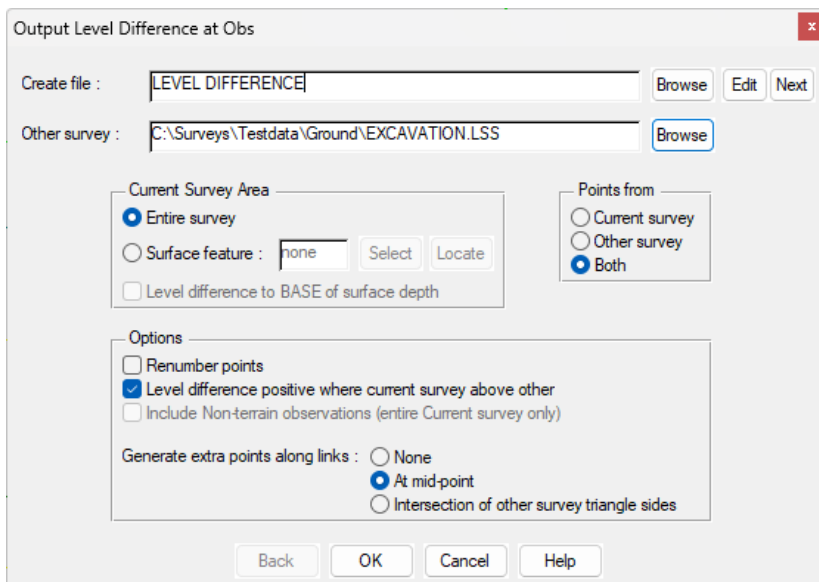 Output Level Difference at Obs x
Create file : LEVEL DIFFERENCE Browse Edit Next
Other survey : C:\Surveys\Testdata\Ground\EXCAVATION.LSS Browse
Current Survey Area
Entire survey
Surface feature : none Select Locate
Level difference to BASE of surface depth
Points from
Current survey
Other survey
Both
Options
Renumber points
Level difference positive where current survey above other
Include Non-terrain observations (entire Current survey only)
Generate extra points along links : None
At mid-point
Intersection of other survey triangle sides
Back OK Cancel Help